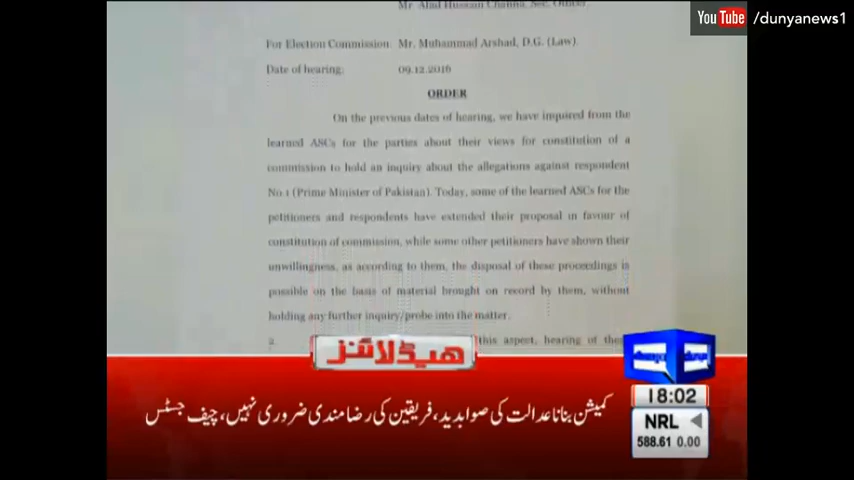 YouTube /dunyanews1
For Election Commission: Mr. Muhammad Arshad, D.G. (Law).
Date of hearing: 09.12.2016
ORDER
On the previous dates of hearing, we have inquired from the
learned ASCs for the parties about their views for constitution of a
commission to hold an inquiry about the allegations against respondent
No.1 (Prime Minister of Pakistan). Today, some of the learned ASCs for the
petitioners and respondents have extended their proposal in favour of
constitution of commission, while some other petitioners have shown their
unwillingness, as according to them, the disposal of these proceedings is
possible on the basis of material brought on record by them, without
holding any further inquiry/probe into the matter.
2. this aspect, hearing of
ہیڈلائنز
18:02
کمیشن بنانا عدالت کی صوابدید، فریقین کی رضامندی ضروری نہیں، چیف جسٹس
NRL
588.61 0.00